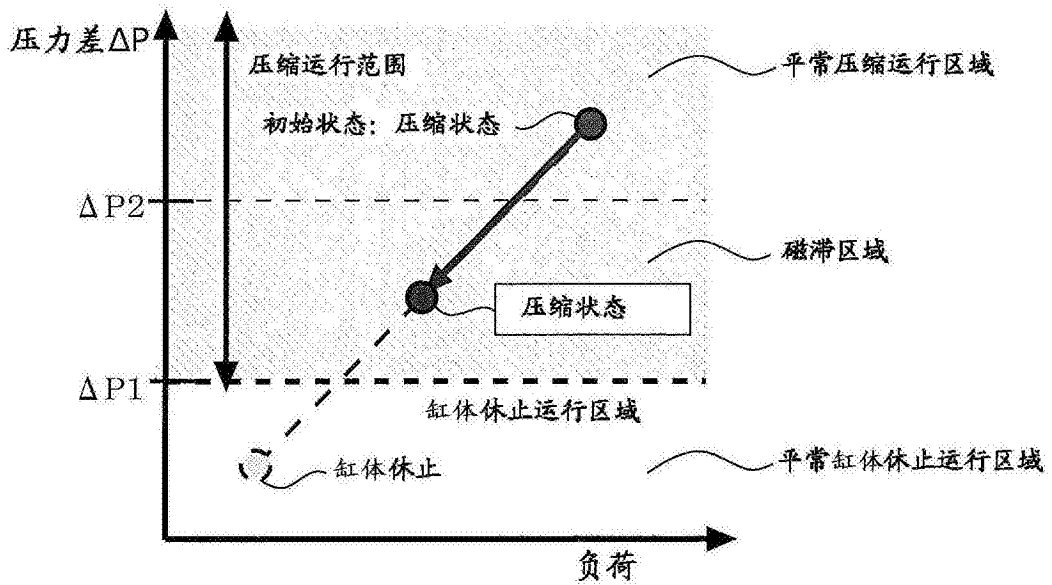 压力差ΔP
压缩运行范围
平常压缩运行区域
初始状态：压缩状态
ΔP2
磁滞区域
压缩状态
ΔP1
缸体休止运行区域
缸体休止
平常缸体休止运行区域
负荷